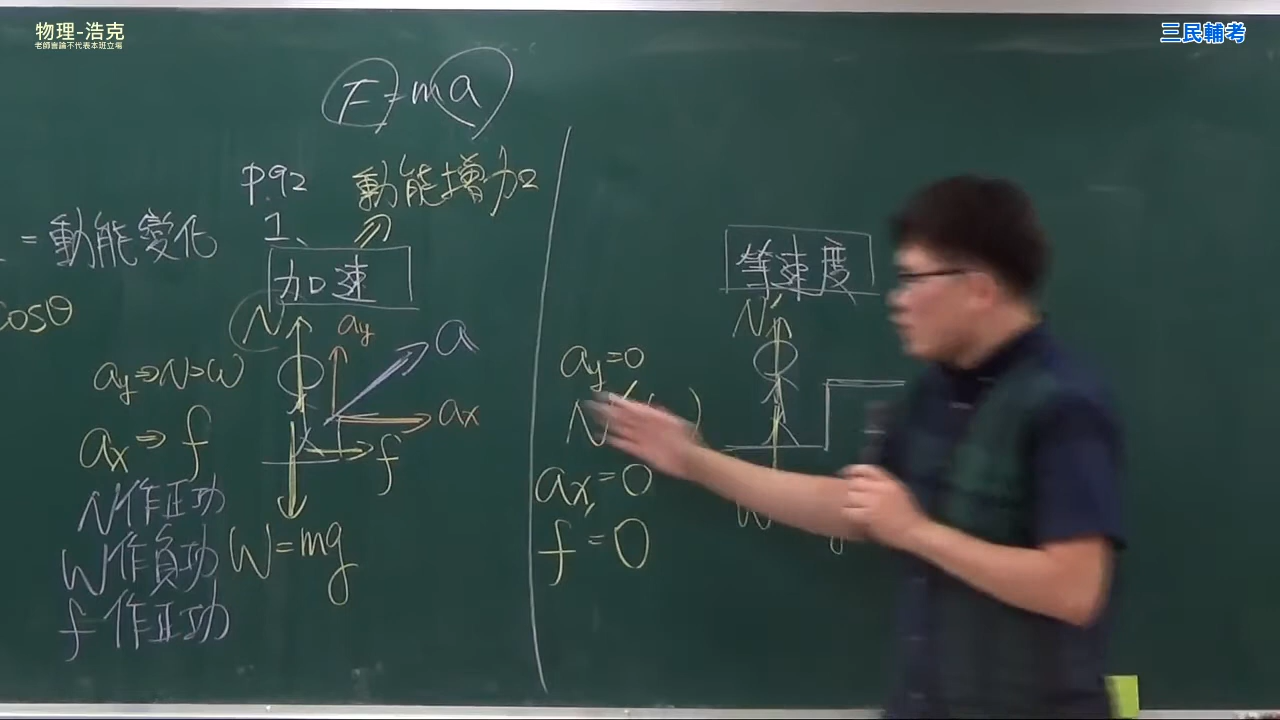 物理-浩克
老師言論不代表本班立場
三民輔考
F=ma
P.92
動能增加
1、
=動能變化
加速
cosθ
N
ay
a
ax
f
W=mg
ay⇒N>W
ax⇒f
N作正功
W作負功
f作正功
等速度
N
ay=0
N
ax=0
f=0
W